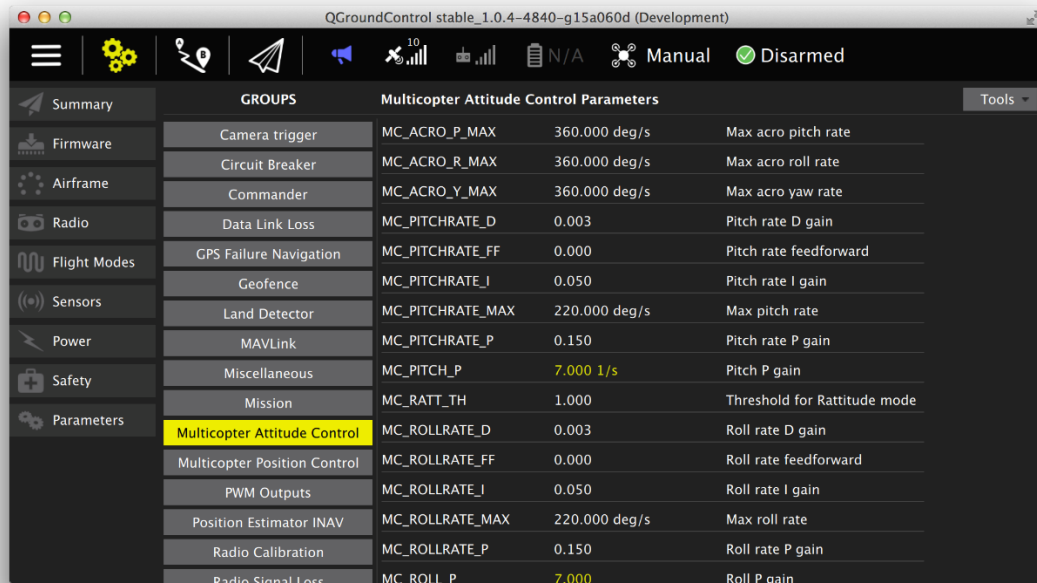 QGroundControl stable_1.0.4-4840-g15a060d (Development)
10
N/A
Manual
Disarmed
A
B
Summary
Firmware
Airframe
Radio
Flight Modes
Sensors
Power
Safety
Parameters
GROUPS
Camera trigger
Circuit Breaker
Commander
Data Link Loss
GPS Failure Navigation
Geofence
Land Detector
MAVLink
Miscellaneous
Mission
Multicopter Attitude Control
Multicopter Position Control
PWM Outputs
Position Estimator INAV
Radio Calibration
Radio Signal Loss
Multicopter Attitude Control Parameters
Tools
MC_ACRO_P_MAX 360.000 deg/s Max acro pitch rate
MC_ACRO_R_MAX 360.000 deg/s Max acro roll rate
MC_ACRO_Y_MAX 360.000 deg/s Max acro yaw rate
MC_PITCHRATE_D 0.003 Pitch rate D gain
MC_PITCHRATE_FF 0.000 Pitch rate feedforward
MC_PITCHRATE_I 0.050 Pitch rate I gain
MC_PITCHRATE_MAX 220.000 deg/s Max pitch rate
MC_PITCHRATE_P 0.150 Pitch rate P gain
MC_PITCH_P 7.000 1/s Pitch P gain
MC_RATT_TH 1.000 Threshold for Rattitude mode
MC_ROLLRATE_D 0.003 Roll rate D gain
MC_ROLLRATE_FF 0.000 Roll rate feedforward
MC_ROLLRATE_I 0.050 Roll rate I gain
MC_ROLLRATE_MAX 220.000 deg/s Max roll rate
MC_ROLLRATE_P 0.150 Roll rate P gain
MC_ROLL_P 7.000 Roll P gain